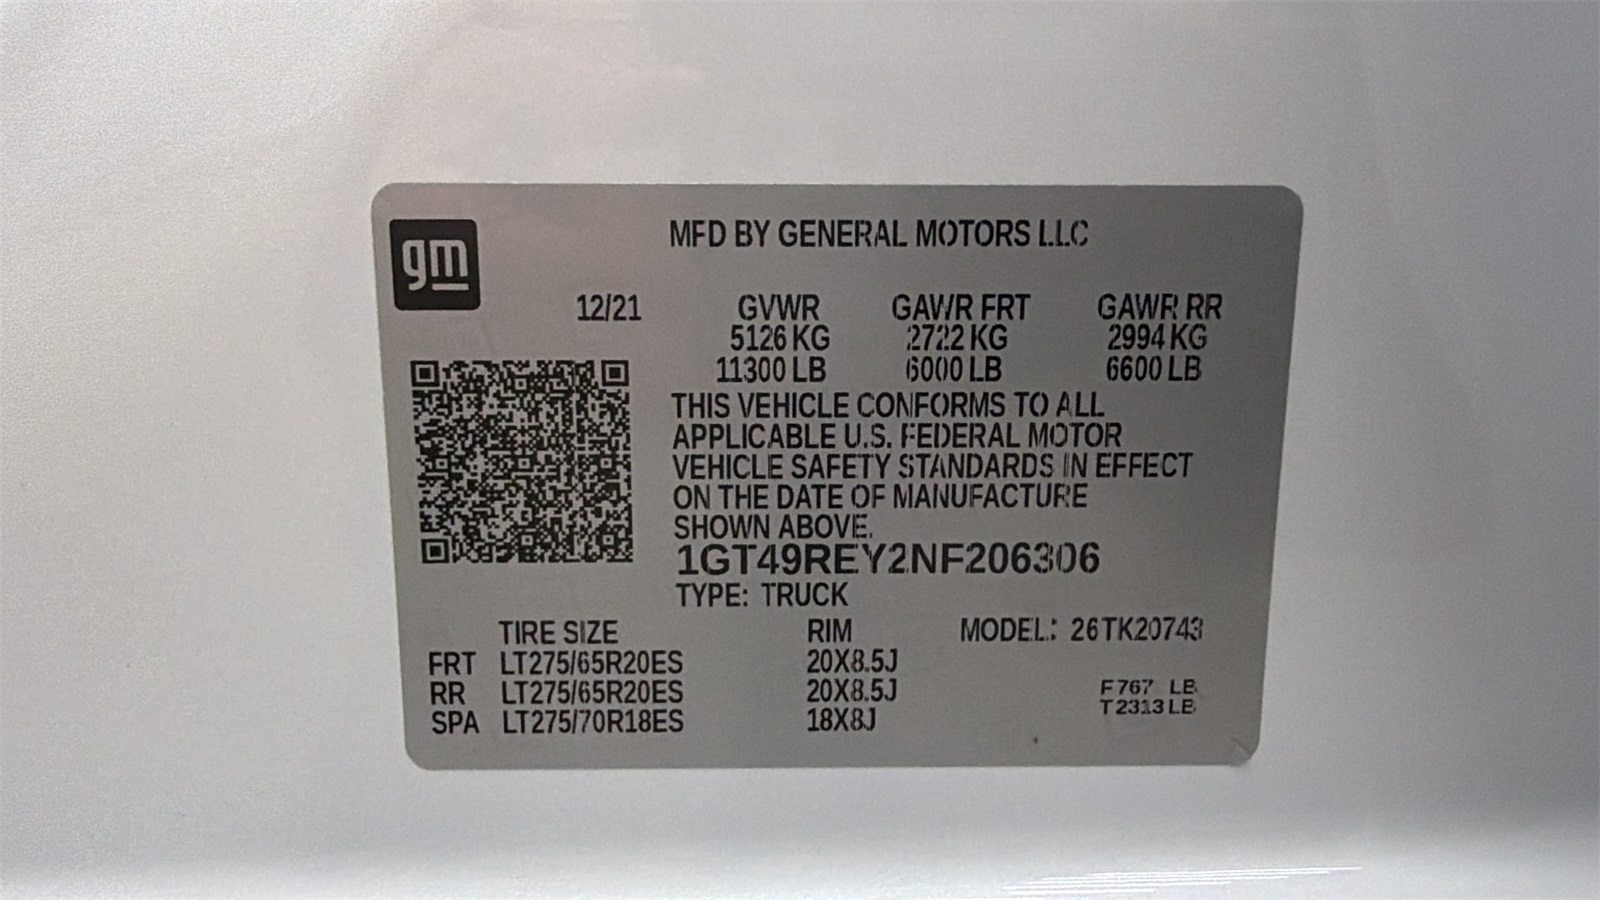 gm
MFD BY GENERAL MOTORS LLC
12/21 GVWR GAWR FRT GAWR RR
5126 KG 2722 KG 2994 KG
11300 LB 6000 LB 6600 LB
THIS VEHICLE CONFORMS TO ALL
APPLICABLE U.S. FEDERAL MOTOR
VEHICLE SAFETY STANDARDS IN EFFECT
ON THE DATE OF MANUFACTURE
SHOWN ABOVE.
1GT49REY2NF206306
TYPE: TRUCK
TIRE SIZE RIM MODEL: 26TK20743
FRT LT275/65R20ES 20X8.5J
RR LT275/65R20ES 20X8.5J
SPA LT275/70R18ES 18X8J
F767 LB
T2313LB